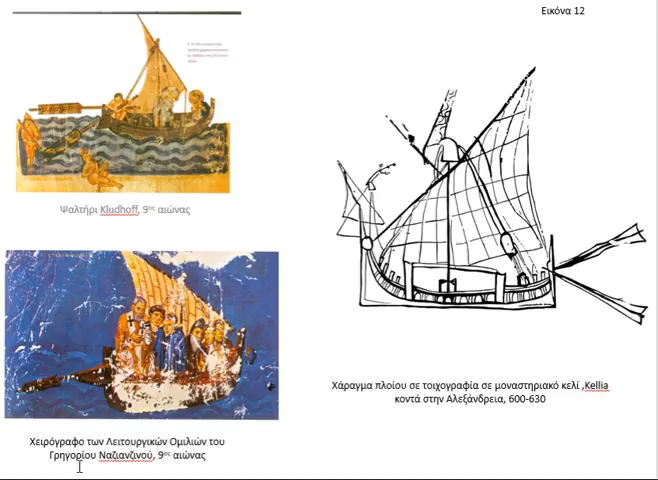 Εικόνα 12
Ψαλτήρι Kludhoff, 9ος αιώνας
Χάραγμα πλοίου σε τοιχογραφία σε μοναστηριακό κελί ,Kellia
κοντά στην Αλεξάνδρεια, 600-630
Χειρόγραφο των Λειτουργικών Ομιλιών του
Γρηγορίου Ναζιανζινού, 9ος αιώνας